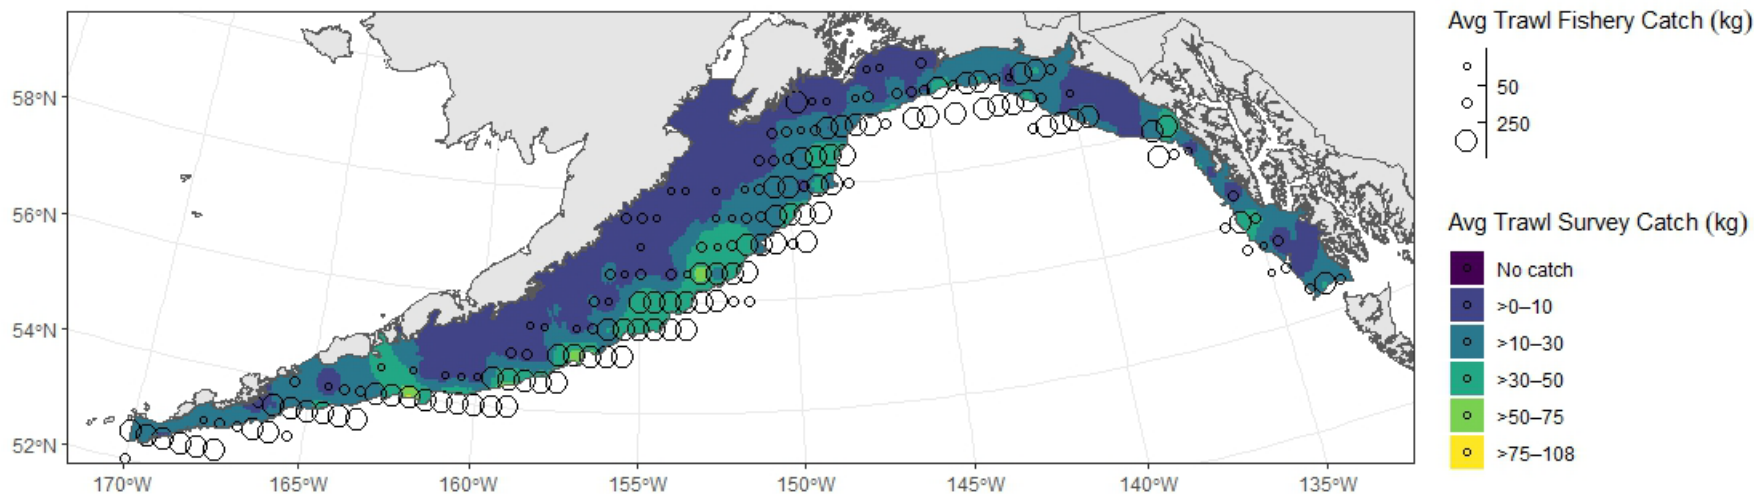 Avg Trawl Fishery Catch (kg)
50
250
Avg Trawl Survey Catch (kg)
No catch
>0–10
>10–30
>30–50
>50–75
>75–108
58°N
56°N
54°N
52°N
170°W
165°W
160°W
155°W
150°W
145°W
140°W
135°W